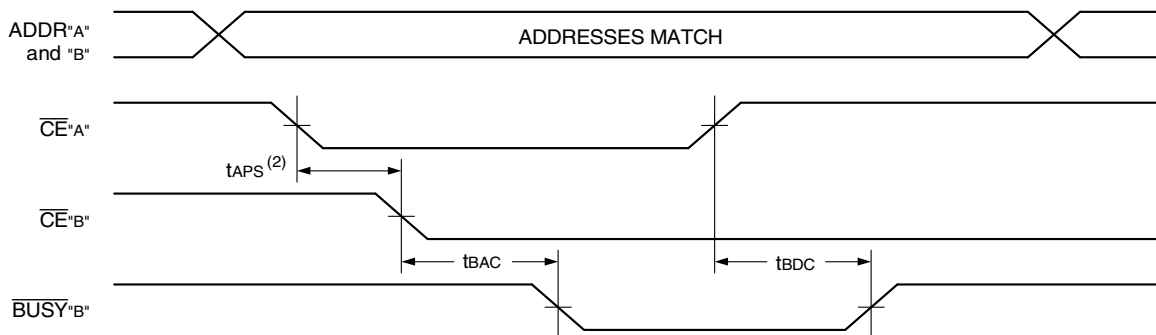 ADDR"A"
and "B"
ADDRESSES MATCH
CE"A"
tAPS(2)
CE"B"
tBAC
tBDC
BUSY"B"